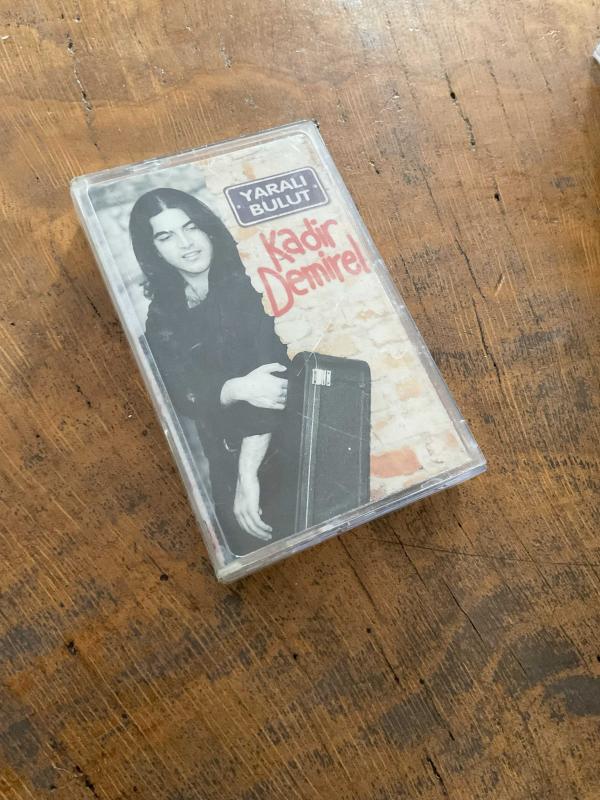 YARALI
BULUT
Kadir
Demirel